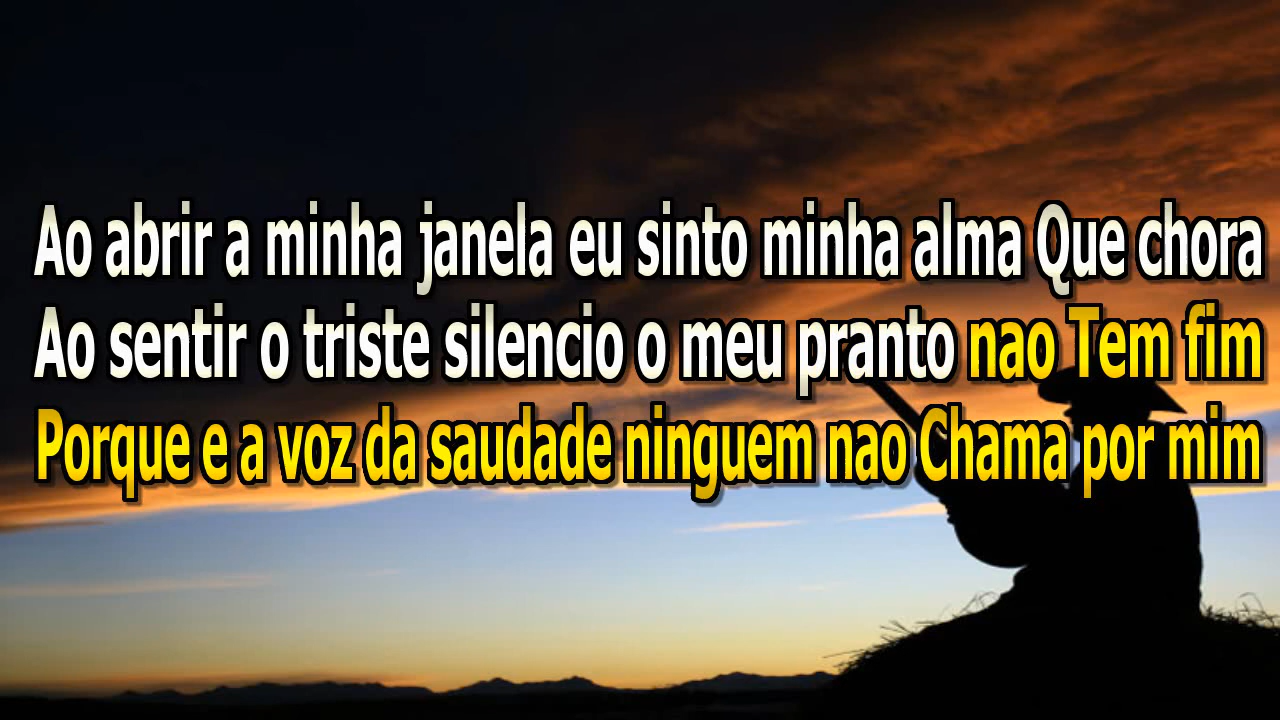 Ao abrir a minha janela eu sinto minha alma Que chora
Ao sentir o triste silencio o meu pranto nao Tem fim
Porque e a voz da saudade ninguem nao Chama por mim